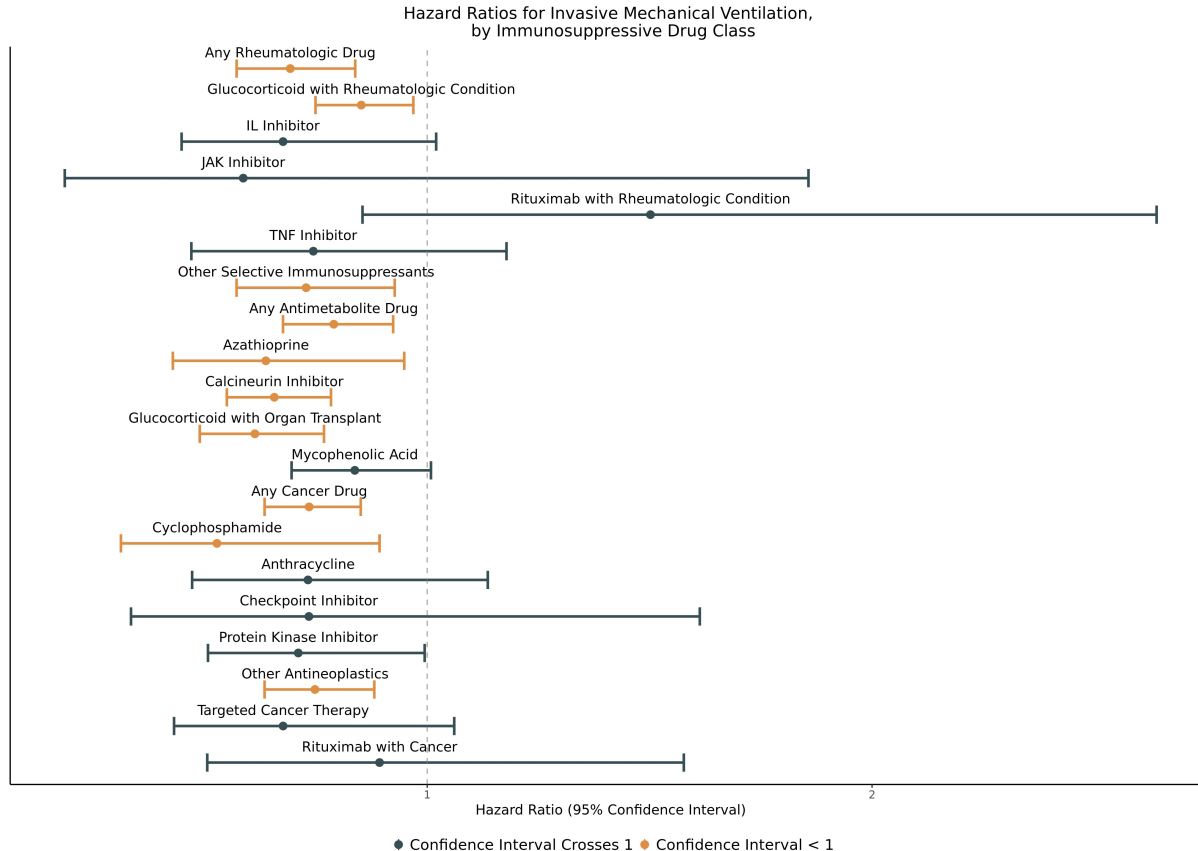 Hazard Ratios for Invasive Mechanical Ventilation,
by Immunosuppressive Drug Class
Any Rheumatologic Drug
Glucocorticoid with Rheumatologic Condition
IL Inhibitor
JAK Inhibitor
Rituximab with Rheumatologic Condition
TNF Inhibitor
Other Selective Immunosuppressants
Any Antimetabolite Drug
Azathioprine
Calcineurin Inhibitor
Glucocorticoid with Organ Transplant
Mycophenolic Acid
Any Cancer Drug
Cyclophosphamide
Anthracycline
Checkpoint Inhibitor
Protein Kinase Inhibitor
Other Antineoplastics
Targeted Cancer Therapy
Rituximab with Cancer
1 2
Hazard Ratio (95% Confidence Interval)
Confidence Interval Crosses 1 Confidence Interval < 1